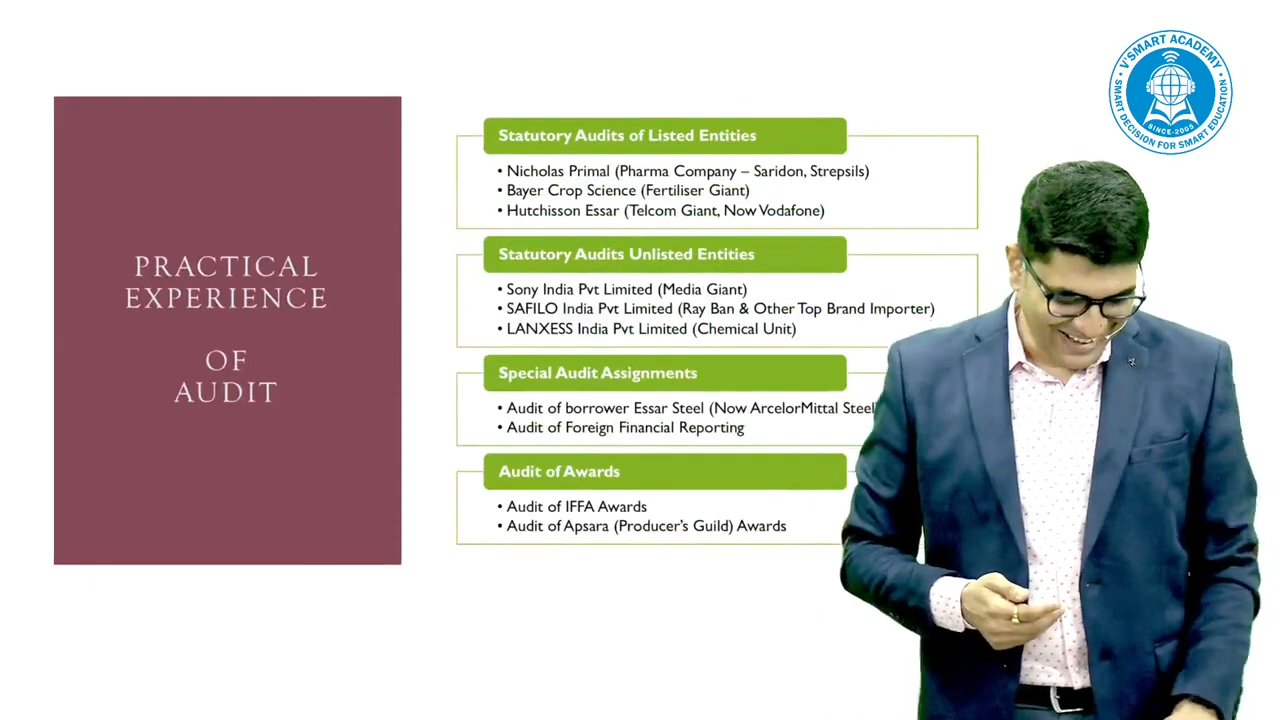 PRACTICAL
EXPERIENCE
OF
AUDIT
Statutory Audits of Listed Entities
• Nicholas Primal (Pharma Company – Saridon, Strepsils)
• Bayer Crop Science (Fertiliser Giant)
• Hutchisson Essar (Telcom Giant, Now Vodafone)
Statutory Audits Unlisted Entities
• Sony India Pvt Limited (Media Giant)
• SAFILO India Pvt Limited (Ray Ban & Other Top Brand Importer)
• LANXESS India Pvt Limited (Chemical Unit)
Special Audit Assignments
• Audit of borrower Essar Steel (Now ArcelorMittal Steel
• Audit of Foreign Financial Reporting
Audit of Awards
• Audit of IFFA Awards
• Audit of Apsara (Producer's Guild) Awards
V'SMART ACADEMY
SMART DECISION FOR SMART EDUCATION
SINCE-2005